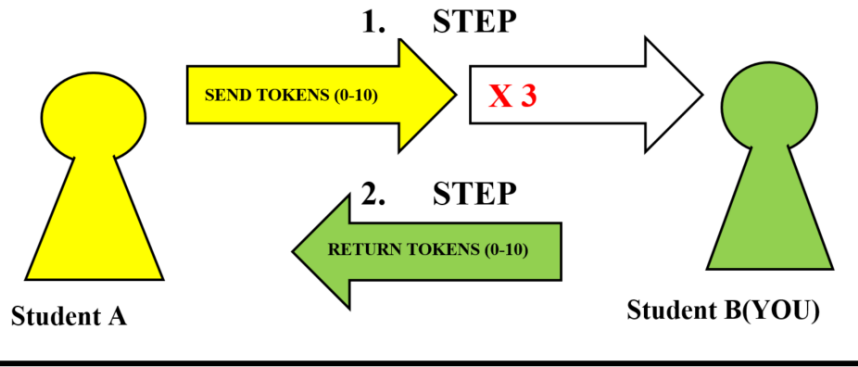 1. STEP
SEND TOKENS (0-10)
X 3
2. STEP
RETURN TOKENS (0-10)
Student A
Student B(YOU)